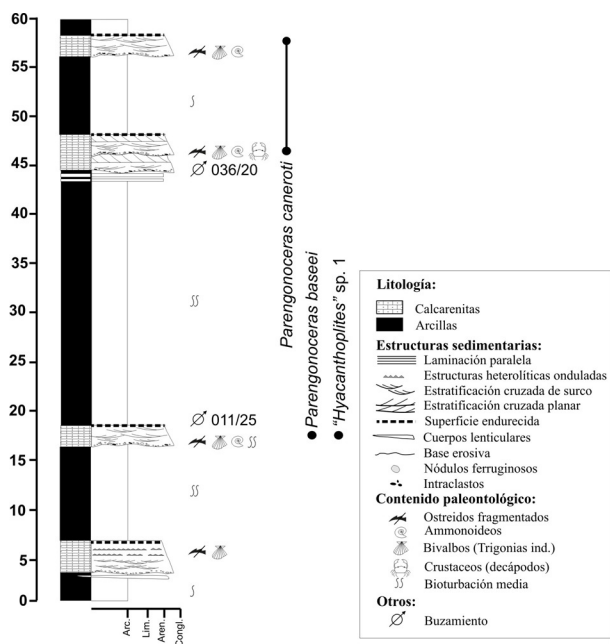 60
55
50
45
40
35
30
25
20
15
10
5
0
036/20
011/25
Arc.
Lim.
Aren.
Congl.
Parengonoceras caneroti
Parengonoceras baseei
"Hyacanthoplites" sp. 1
Litología:
Calcarenitas
Arcillas
Estructuras sedimentarias:
Laminación paralela
Estructuras heterolíticas onduladas
Estratificación cruzada de surco
Estratificación cruzada planar
Superficie endurecida
Cuerpos lenticulares
Base erosiva
Nódulos ferruginosos
Intraclastos
Contenido paleontológico:
Ostreidos fragmentados
Ammonoideos
Bivalbos (Trigonias ind.)
Crustaceos (decápodos)
Bioturbación media
Otros:
Buzamiento